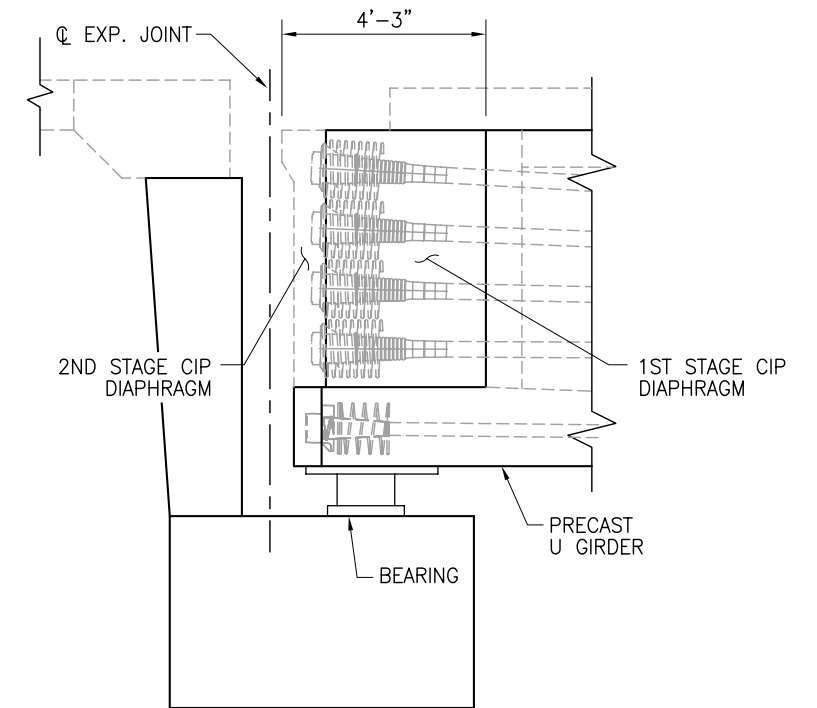 ℄ EXP. JOINT
4'-3"
2ND STAGE CIP
DIAPHRAGM
1ST STAGE CIP
DIAPHRAGM
PRECAST
U GIRDER
BEARING